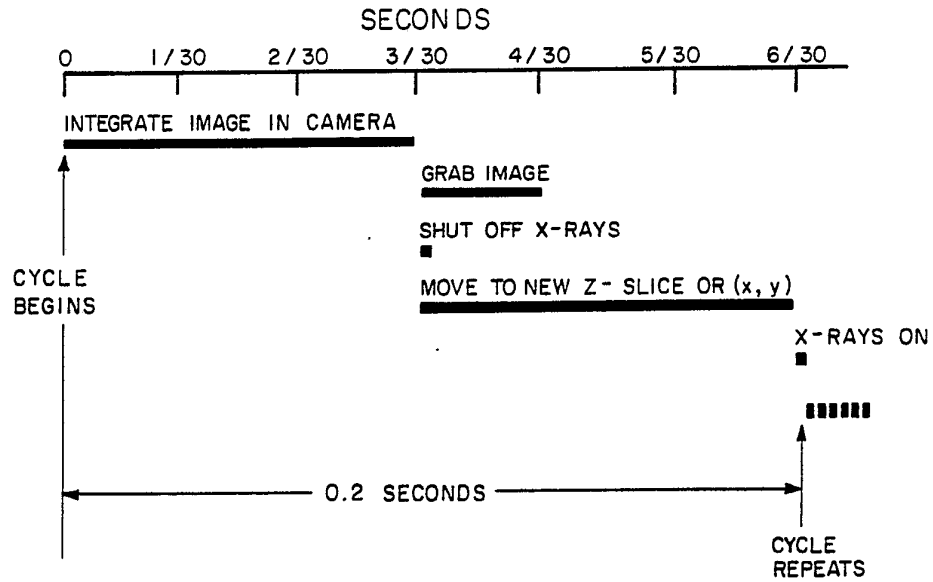 SECONDS
0 1/30 2/30 3/30 4/30 5/30 6/30
INTEGRATE IMAGE IN CAMERA
GRAB IMAGE
SHUT OFF X-RAYS
CYCLE
BEGINS
MOVE TO NEW Z-SLICE OR (x, y)
X-RAYS ON
0.2 SECONDS
CYCLE
REPEATS